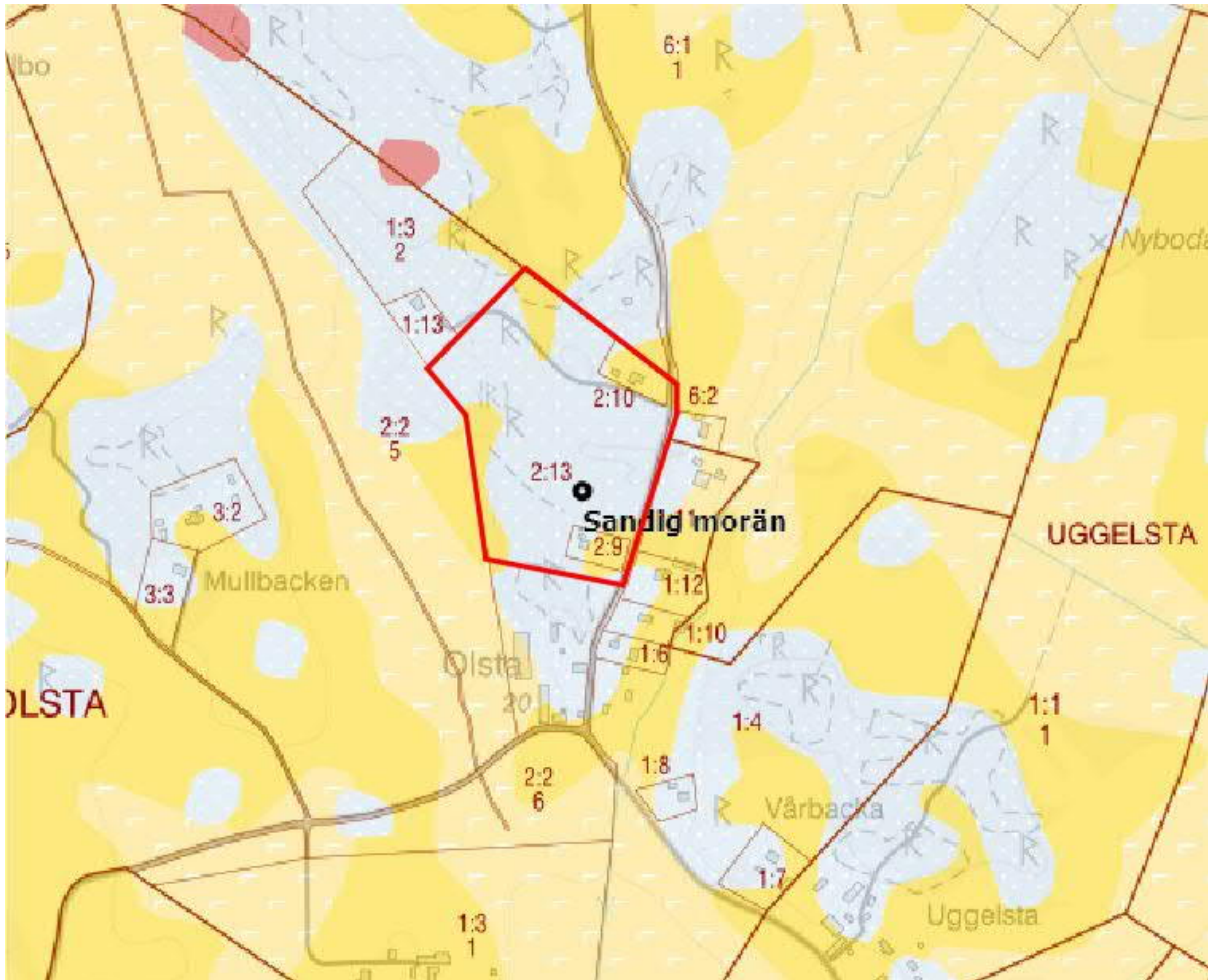 lbo
6:1
1
R
R
R
R
R
R
Nyboda
R
R
1:3
2
R
R
R
R
R
1:13
R
R
R
2:10
6:2
2:2
5
R
2:13
Sandig morän
3:2
2:9
UGGELSTA
3:3
Mullbacken
R
1:12
1:10
1:6
R
R
Olsta
20
OLSTA
R
1:4
1:1
1
R
2:2
6
1:8
Vårbacka
R
R
R
1:7
Uggelsta
1:3
1